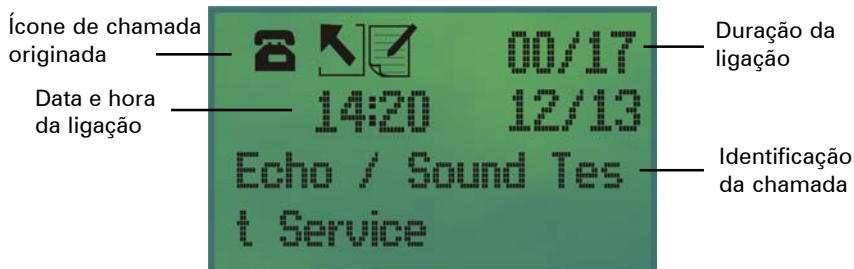 Ícone de chamada
originada
Data e hora
da ligação
00/17
14:20 12/13
Echo / Sound Tes
t Service
Duração da
ligação
Identificação
da chamada